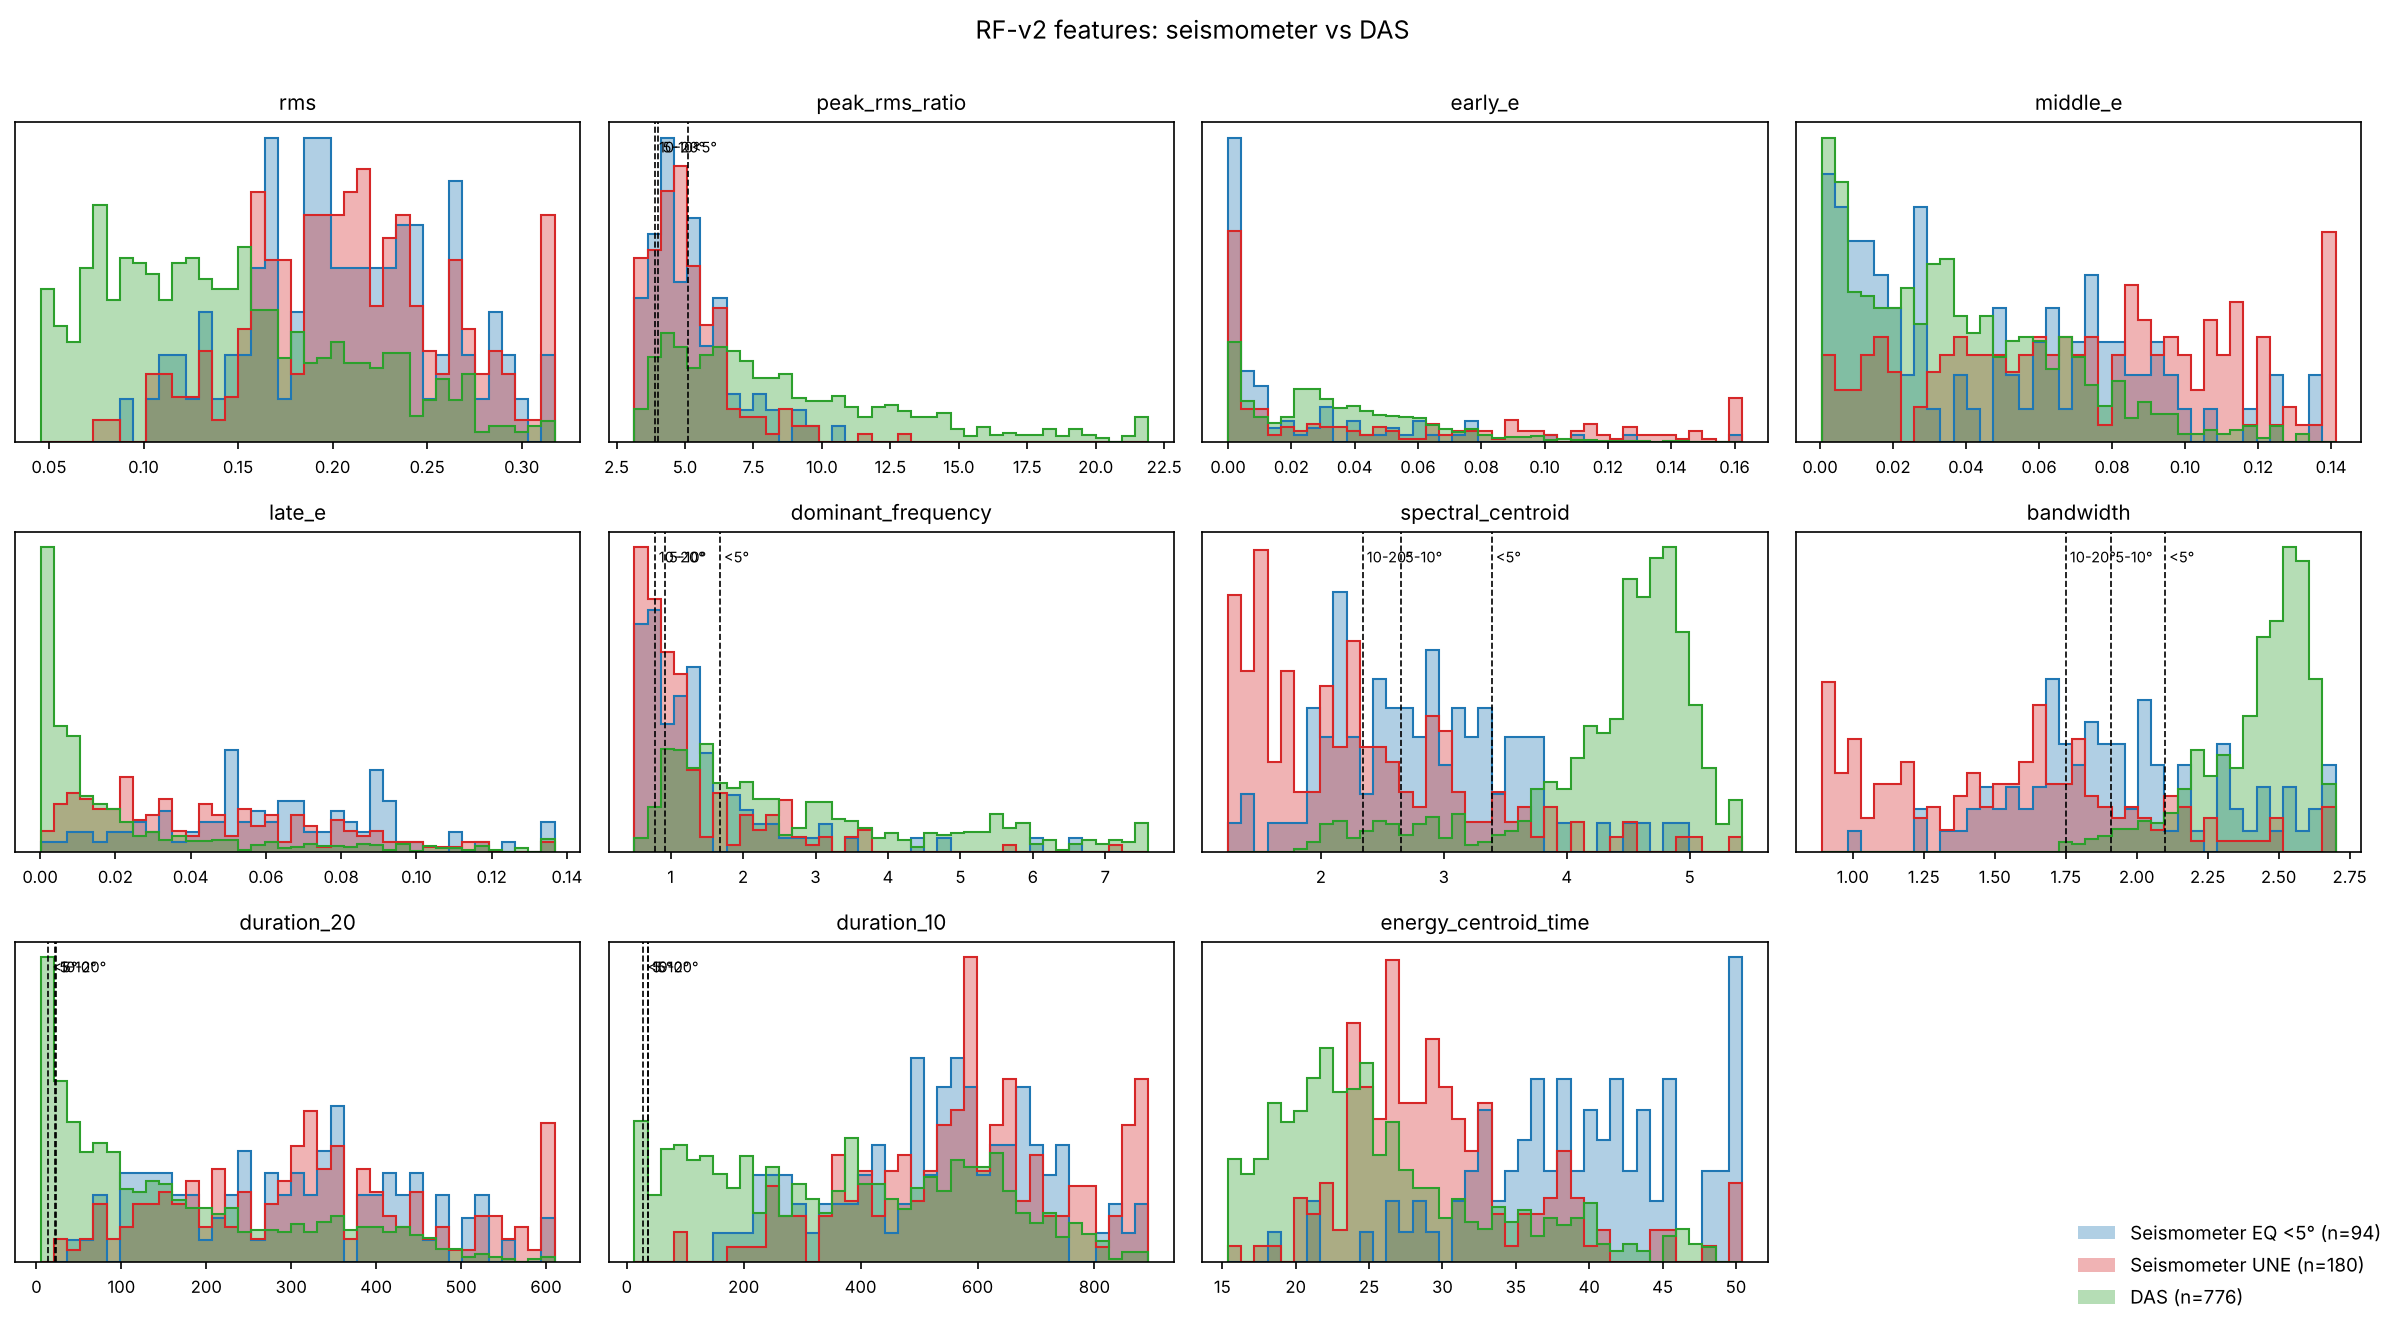 RF-v2 features: seismometer vs DAS
rms
peak_rms_ratio
early_e
middle_e
<5°
0.05 0.10 0.15 0.20 0.25 0.30
2.5 5.0 7.5 10.0 12.5 15.0 17.5 20.0 22.5
0.00 0.02 0.04 0.06 0.08 0.10 0.12 0.14 0.16
0.00 0.02 0.04 0.06 0.08 0.10 0.12 0.14
late_e
dominant_frequency
spectral_centroid
bandwidth
<5°
10-20° 5-10° <5°
10-20° 5-10° <5°
0.00 0.02 0.04 0.06 0.08 0.10 0.12 0.14
1 2 3 4 5 6 7
2 3 4 5
1.00 1.25 1.50 1.75 2.00 2.25 2.50 2.75
duration_20
duration_10
energy_centroid_time
0 100 200 300 400 500 600
0 200 400 600 800
15 20 25 30 35 40 45 50
Seismometer EQ <5° (n=94)
Seismometer UNE (n=180)
DAS (n=776)